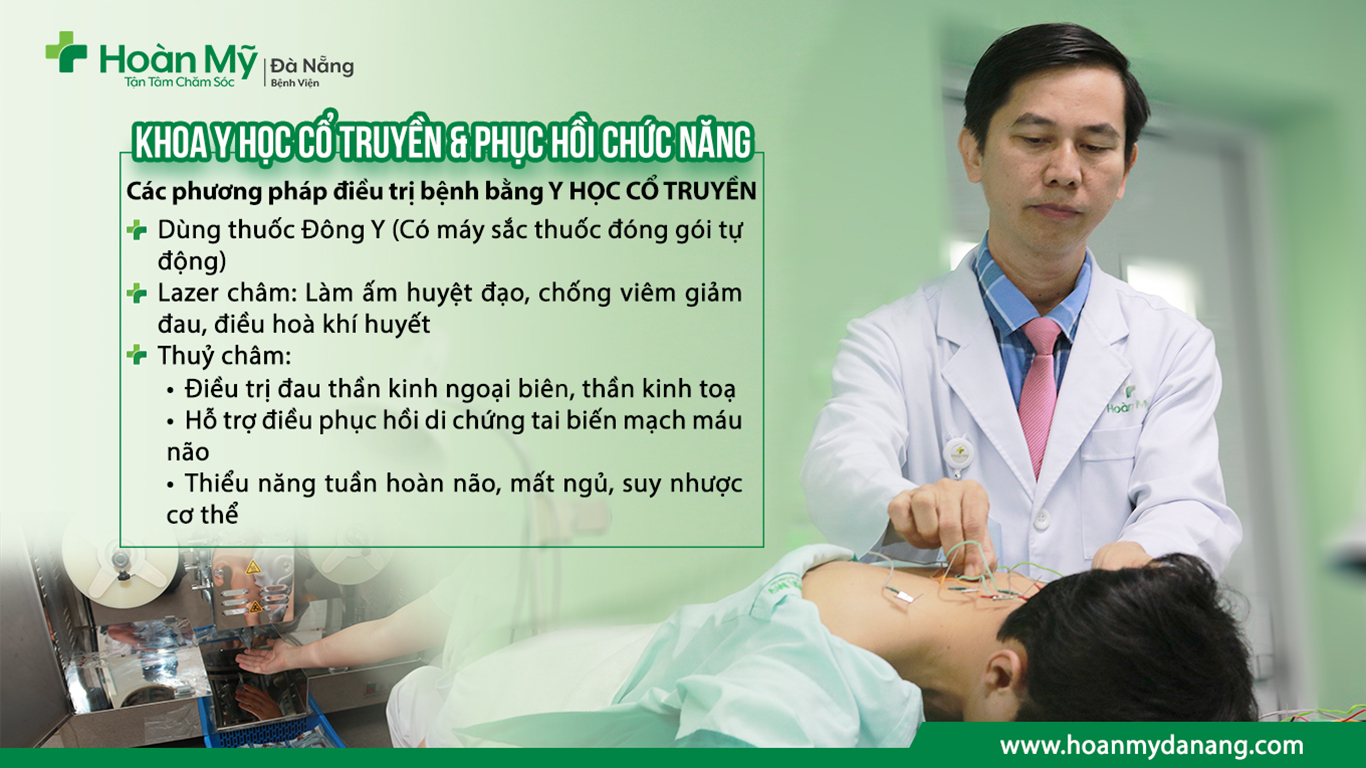 Hoàn Mỹ
Tận Tâm Chăm Sóc
Đà Nẵng
Bệnh Viện
KHOA Y HỌC CỔ TRUYỀN & PHỤC HỒI CHỨC NĂNG
Các phương pháp điều trị bệnh bằng Y HỌC CỔ TRUYỀN
Dùng thuốc Đông Y (Có máy sắc thuốc đóng gói tự
động)
Lazer châm: Làm ấm huyệt đạo, chống viêm giảm
đau, điều hoà khí huyết
Thuỷ châm:
• Điều trị đau thần kinh ngoại biên, thần kinh toạ
• Hỗ trợ điều phục hồi di chứng tai biến mạch máu
não
• Thiểu năng tuần hoàn não, mất ngủ, suy nhược
cơ thể
Hoàn Mỹ
www.hoanmydanang.com